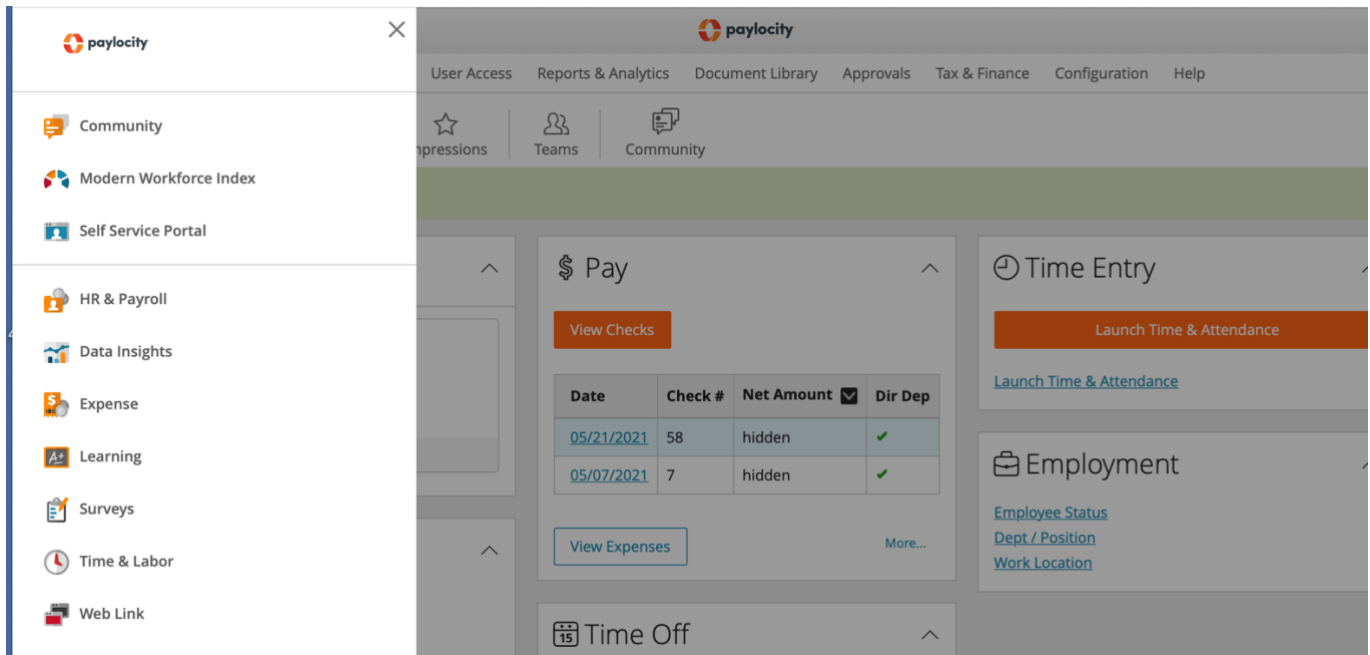 paylocity
Community
Modern Workforce Index
Self Service Portal
HR & Payroll
Data Insights
Expense
Learning
Surveys
Time & Labor
Web Link
paylocity
User Access Reports & Analytics Document Library Approvals Tax & Finance Configuration Help
Teams Community
$ Pay
View Checks
Date Check # Net Amount Dir Dep
05/21/2021 58 hidden
05/07/2021 7 hidden
View Expenses More...
15 Time Off
Time Entry
Launch Time & Attendance
Launch Time & Attendance
Employment
Employee Status
Dept / Position
Work Location